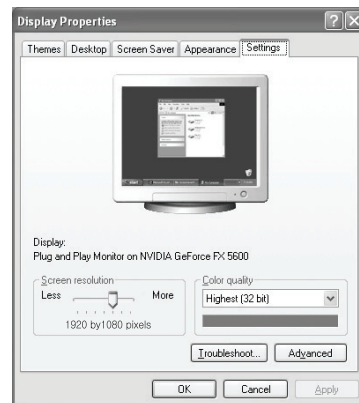 Display Properties
Themes Desktop Screen Saver Appearance Settings
Display:
Plug and Play Monitor on NVIDIA GeForce FX 5600
Screen resolution
Less More
1920 by1080 pixels
Color quality
Highest (32 bit)
Troubleshoot... Advanced
OK Cancel Apply